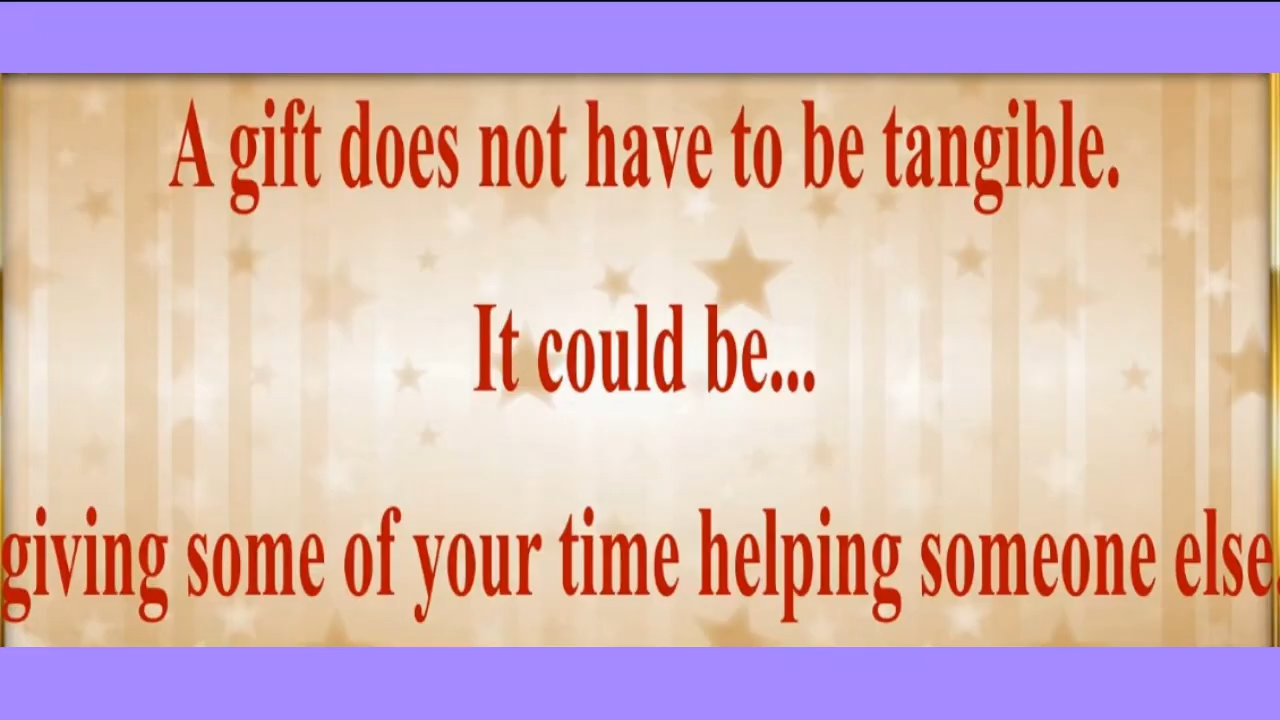 A gift does not have to be tangible.
It could be...
giving some of your time helping someone else.